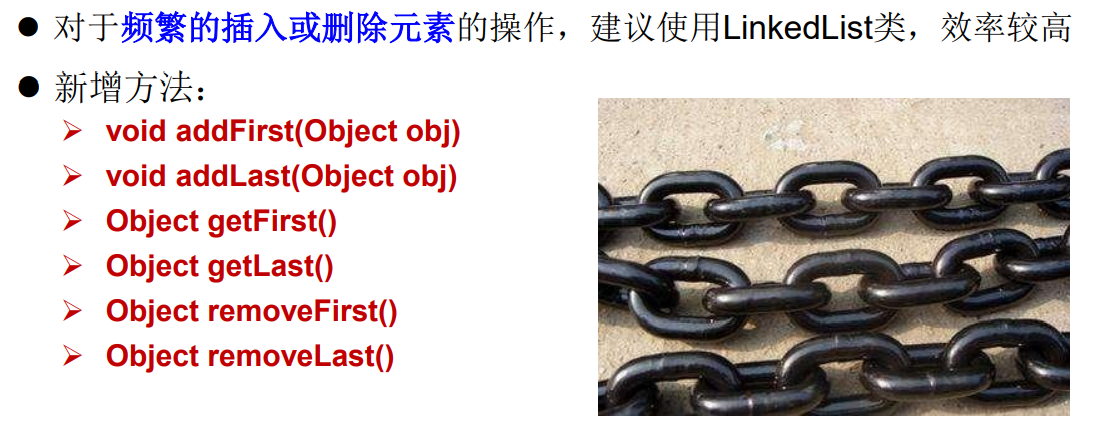 ● 对于频繁的插入或删除元素的操作，建议使用LinkedList类，效率较高
● 新增方法：
➢ void addFirst(Object obj)
➢ void addLast(Object obj)
➢ Object getFirst()
➢ Object getLast()
➢ Object removeFirst()
➢ Object removeLast()